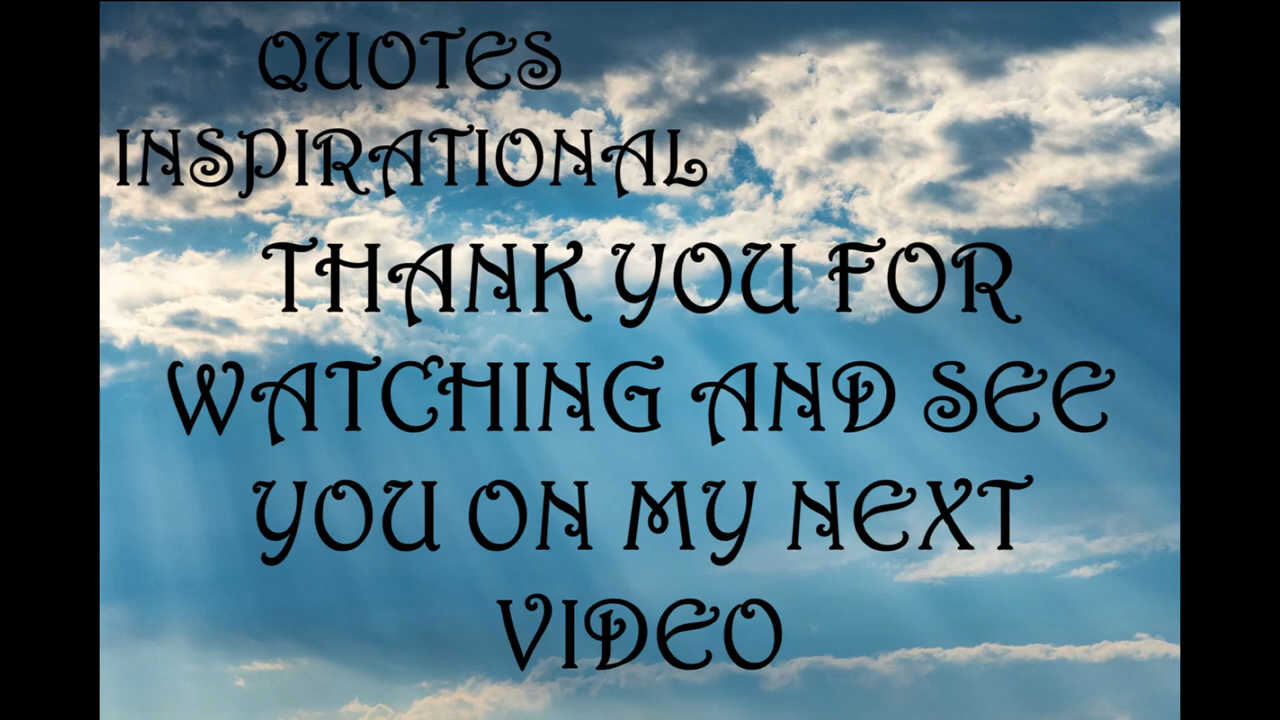 QUOTES
INSPIRATIONAL
THANK YOU FOR
WATCHING AND SEE
YOU ON MY NEXT
VIDEO